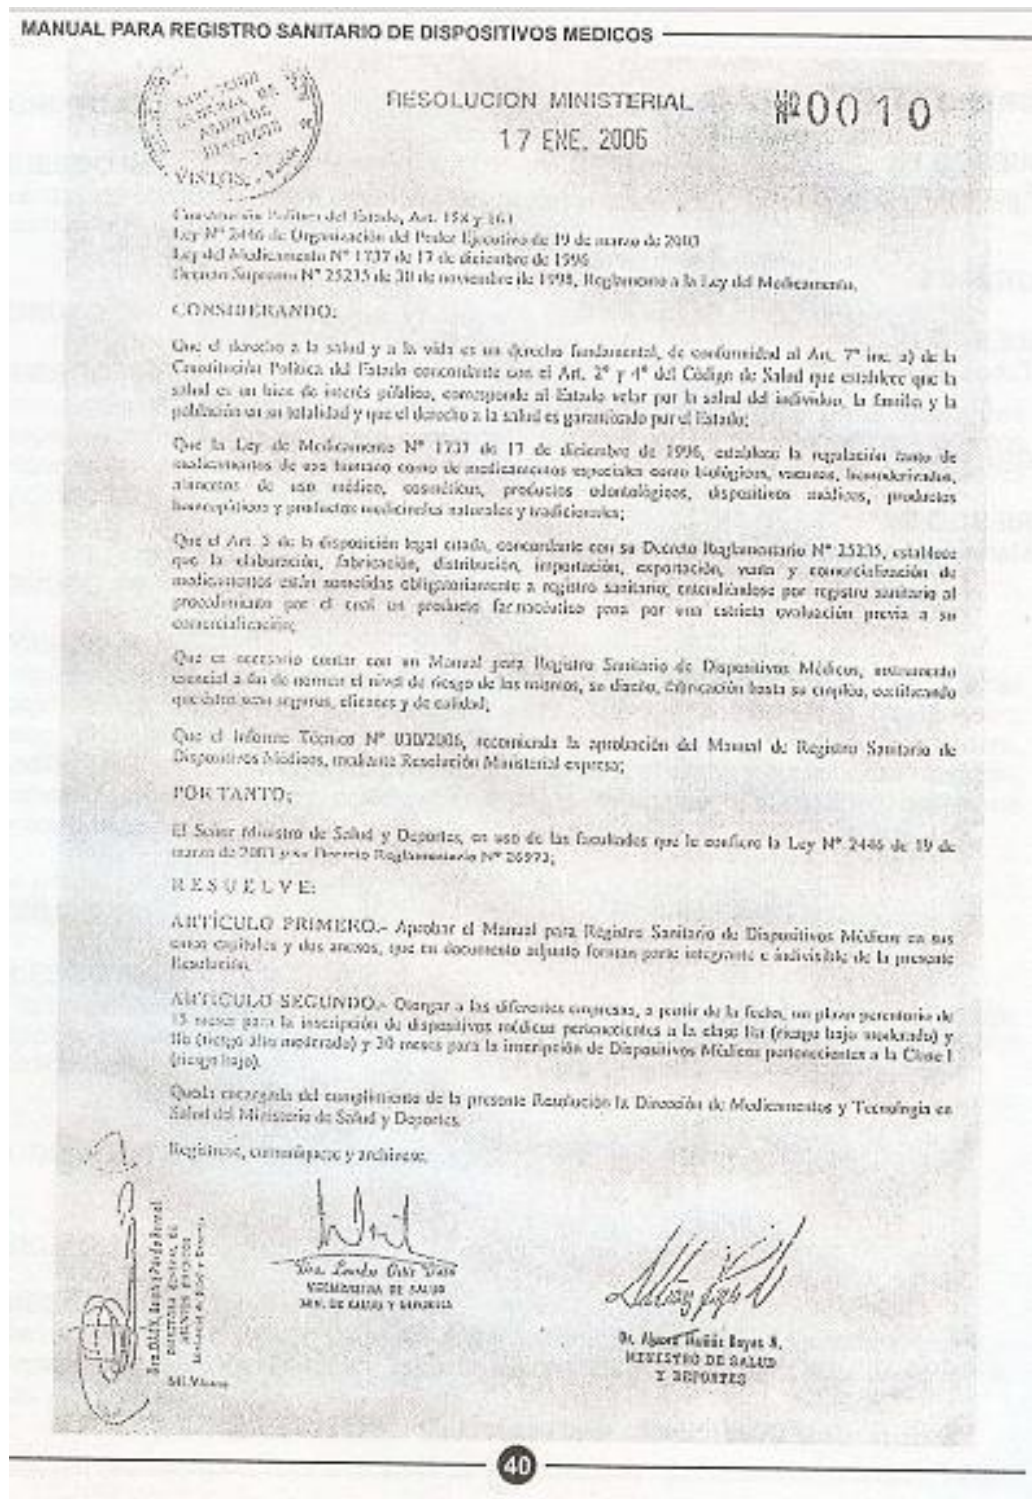 MANUAL PARA REGISTRO SANITARIO DE DISPOSITIVOS MEDICOS
RESOLUCION MINISTERIAL Nº 0010
17 ENE. 2006
VISTOS:
Constitución Política del Estado, Art. 158 y 161
Ley Nº 2446 de Organización del Poder Ejecutivo de 19 de marzo de 2003
Ley del Medicamento Nº 1737 de 17 de diciembre de 1996
Decreto Supremo Nº 25235 de 30 de noviembre de 1998, Reglamento a la Ley del Medicamento.
CONSIDERANDO:
Que el derecho a la salud y a la vida es un derecho fundamental, de conformidad al Art. 7º inc. a) de la
Constitución Política del Estado concordante con el Art. 2º y 4º del Código de Salud que establece que la
salud es un bien de interés público, corresponde al Estado velar por la salud del individuo, la familia y la
población en su totalidad y que el derecho a la salud es garantizado por el Estado;
Que la Ley de Medicamento Nº 1737 de 17 de diciembre de 1996, establece la regulación tanto de
medicamentos de uso humano como de medicamentos especiales como biológicos, vacunas, hemoderivados,
alimentos de uso médico, cosméticos, productos odontológicos, dispositivos médicos, productos
homeopáticos y productos medicinales naturales y tradicionales;
Que el Art. 5 de la disposición legal citada, concordante con su Decreto Reglamentario Nº 25235, establece
que la elaboración, fabricación, distribución, importación, exportación, venta y comercialización de
medicamentos están sometidas obligatoriamente a registro sanitario, entendiéndose por registro sanitario al
procedimiento por el cual un producto farmacéutico pasa por una estricta evaluación previa a su
comercialización;
Que es necesario contar con un Manual para Registro Sanitario de Dispositivos Médicos, instrumento
esencial a fin de normar el nivel de riesgo de los mismos, su diseño, fabricación hasta su empleo, certificando
que éstos sean seguros, eficaces y de calidad;
Que el Informe Técnico Nº 030/2006, recomienda la aprobación del Manual de Registro Sanitario de
Dispositivos Médicos, mediante Resolución Ministerial expresa;
POR TANTO;
El Señor Ministro de Salud y Deportes, en uso de las facultades que le confiere la Ley Nº 2446 de 19 de
marzo de 2003 y su Decreto Reglamentario Nº 26973;
R E S U E L V E:
ARTÍCULO PRIMERO.- Aprobar el Manual para Registro Sanitario de Dispositivos Médicos en sus
capítulos y dos anexos, que en documento adjunto forman parte integrante e indivisible de la presente
Resolución.
ARTICULO SEGUNDO.- Otorgar a las diferentes empresas, a partir de la fecha, un plazo perentorio de
15 meses para la inscripción de dispositivos médicos pertenecientes a la clase IIa (riesgo bajo moderado) y
IIb (riesgo alto moderado) y 30 meses para la inscripción de Dispositivos Médicos pertenecientes a la Clase I
(riesgo bajo).
Queda encargada del cumplimiento de la presente Resolución la Dirección de Medicamentos y Tecnología en
Salud del Ministerio de Salud y Deportes.
Regístrese, comuníquese y archívese.
Dra. Lourdes Ortiz
VICEMINISTRA DE SALUD
MIN. DE SALUD Y DEPORTES
Dr. Alvaro Muñoz Reyes N.
MINISTRO DE SALUD
Y DEPORTES
40